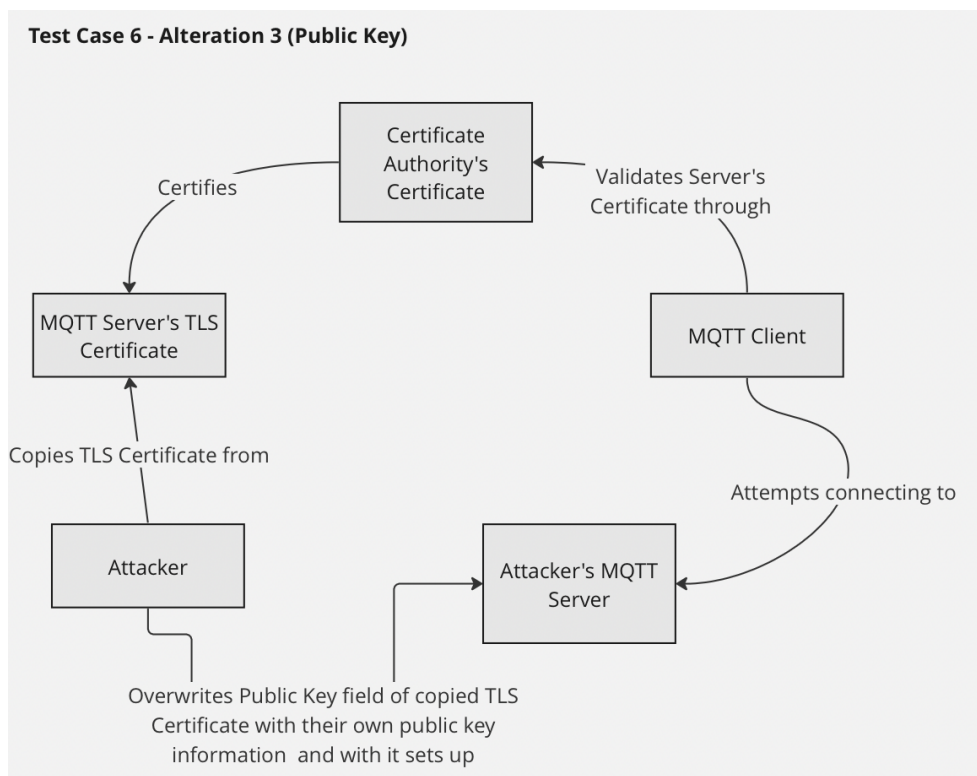 Test Case 6 - Alteration 3 (Public Key)
Certificate
Authority's
Certificate
Certifies
Validates Server's
Certificate through
MQTT Server's TLS
Certificate
MQTT Client
Copies TLS Certificate from
Attempts connecting to
Attacker
Attacker's MQTT
Server
Overwrites Public Key field of copied TLS
Certificate with their own public key
information  and with it sets up